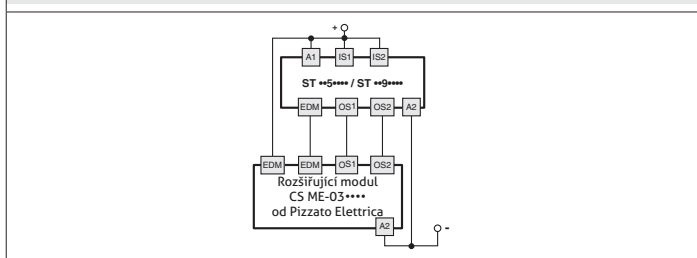 +
A1 IS1 IS2
ST ••5•••• / ST ••9••••
EDM OS1 OS2 A2
EDM EDM OS1 OS2
Rozšiřující modul
CS ME-03••••
od Pizzato Elettrica
A2
-